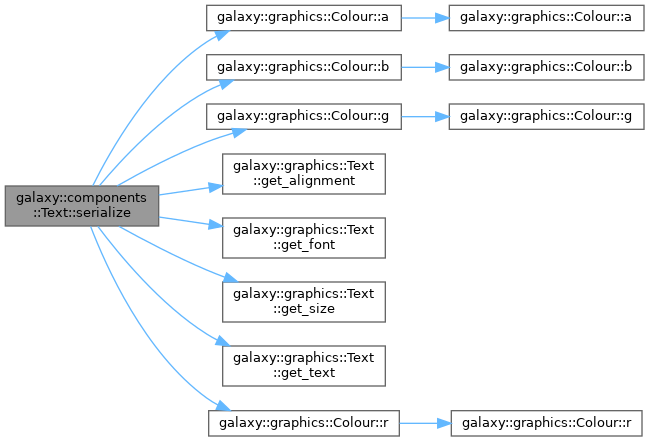 galaxy::graphics::Colour::a
galaxy::graphics::Colour::a
galaxy::graphics::Colour::b
galaxy::graphics::Colour::b
galaxy::graphics::Colour::g
galaxy::graphics::Colour::g
galaxy::graphics::Text
::get_alignment
galaxy::components
::Text::serialize
galaxy::graphics::Text
::get_font
galaxy::graphics::Text
::get_size
galaxy::graphics::Text
::get_text
galaxy::graphics::Colour::r
galaxy::graphics::Colour::r